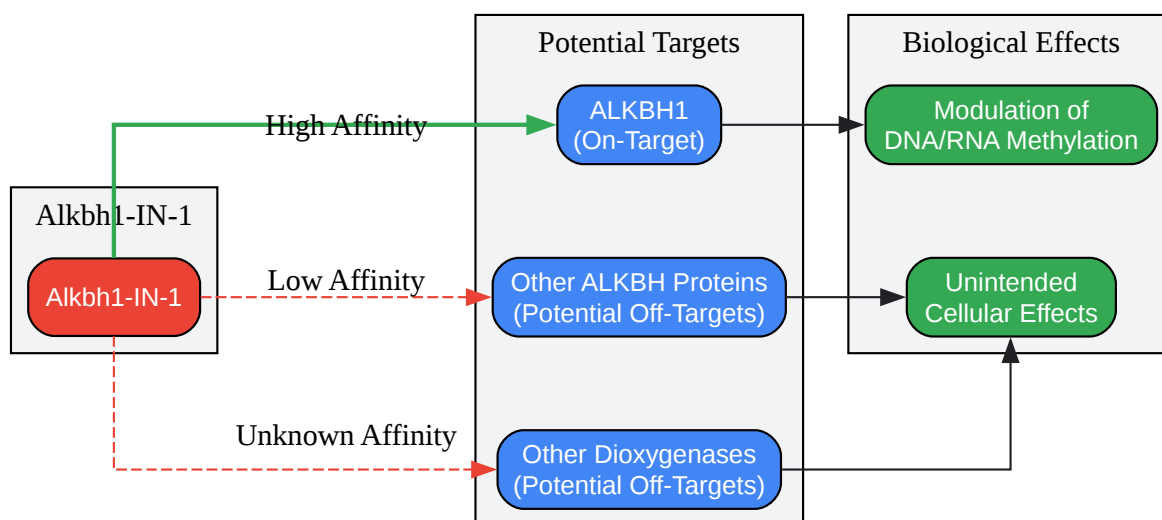 Potential Targets
Biological Effects
High Affinity
ALKBH1
(On-Target)
Modulation of
DNA/RNA Methylation
Alkbh1-IN-1
Alkbh1-IN-1
Low Affinity
Other ALKBH Proteins
(Potential Off-Targets)
Unintended
Cellular Effects
Unknown Affinity
Other Dioxygenases
(Potential Off-Targets)